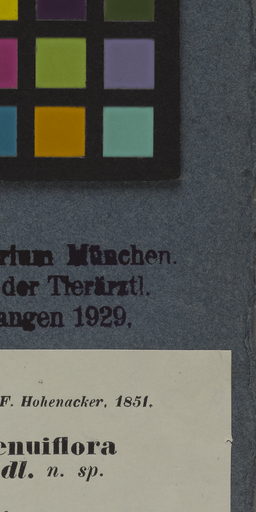 rium München.
der Tierärztl.
angen 1929.
F. Hohenacker, 1851.
enuiflora
dl. n. sp.